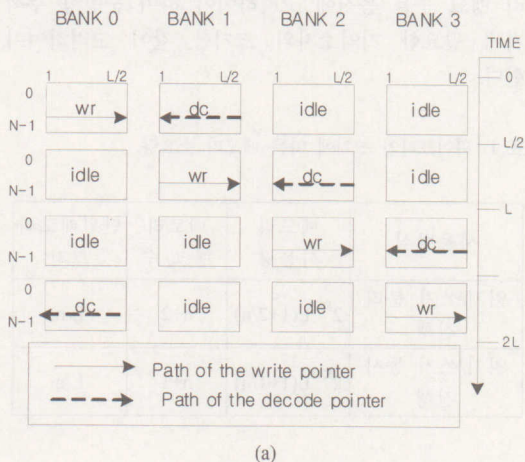 BANK 0 BANK 1 BANK 2 BANK 3
TIME
1 L/2 1 L/2 1 L/2 1 L/2
0
0 wr dc idle idle
N-1
L/2
0 idle wr dc idle
N-1
L
0 idle idle wr dc
N-1
0 dc idle idle wr
N-1
2L
Path of the write pointer
Path of the decode pointer
(a)